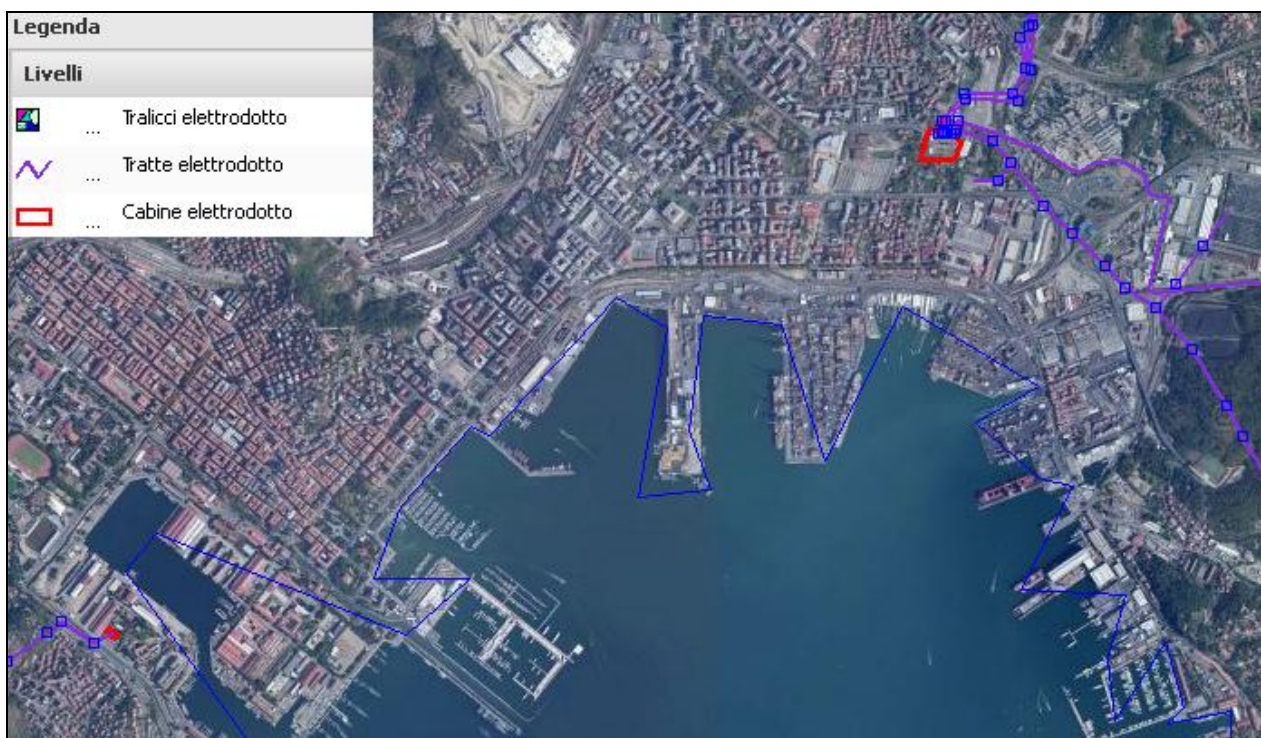 Legenda
Livelli
... Tralicci elettrodotto
... Tratte elettrodotto
... Cabine elettrodotto